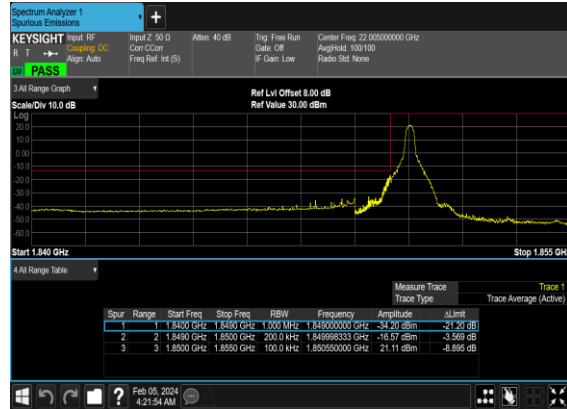 Spectrum Analyzer 1
Spurious Emissions
KEYSIGHT Input: RF Input Z: 50 Ω Atten: 40 dB Trig: Free Run Center Freq: 22.005000000 GHz
R T Coupling: DC Corr CCorr Gate: Off Avg|Hold: 100/100
Align: Auto Freq Ref: Int (S) IF Gain: Low Radio Std: None
PASS
3 All Range Graph
Ref Lvl Offset 8.00 dB
Scale/Div 10.0 dB Ref Value 30.00 dBm
Log
20.0
10.00
0.00
-10.0
-20.0
-30.0
-40.0
-50.0
-60.0
Start 1.840 GHz Stop 1.855 GH
4 All Range Table
Measure Trace Trace 1
Trace Type Trace Average (Active)
Spur Range Start Freq Stop Freq RBW Frequency Amplitude ΔLimit
1 1 1.8400 GHz 1.8490 GHz 1.000 MHz 1.849000000 GHz -34.20 dBm -21.20 dB
2 2 1.8490 GHz 1.8500 GHz 200.0 kHz 1.849998333 GHz -16.57 dBm -3.569 dB
3 3 1.8500 GHz 1.8550 GHz 100.0 kHz 1.850550000 GHz 21.11 dBm -8.895 dB
? Feb 05, 2024
4:21:54 AM